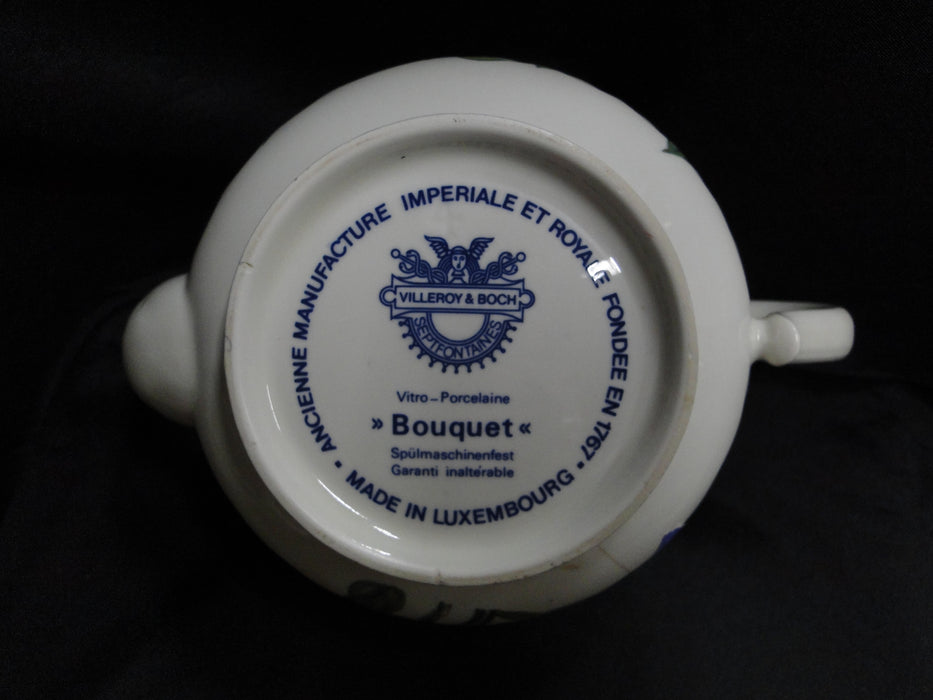 ANCIENNE MANUFACTURE IMPERIALE ET ROYALE FONDEE EN 1767 •
MADE IN LUXEMBOURG •
VILLEROY & BOCH
SEPTFONTAINES
Vitro-Porcelaine
» Bouquet «
Spülmaschinenfest
Garanti inaltérable